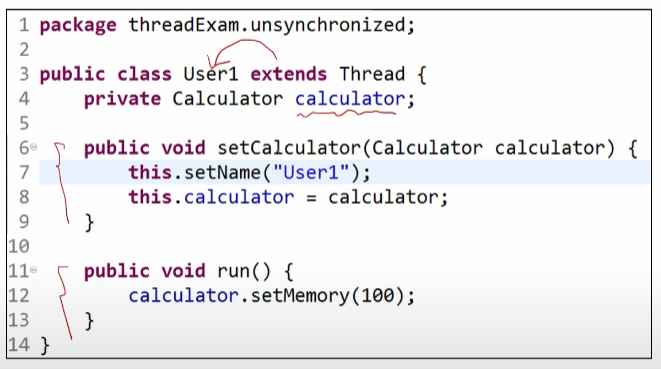 1 package threadExam.unsynchronized;
2
3 public class User1 extends Thread {
4     private Calculator calculator;
5
6     public void setCalculator(Calculator calculator) {
7         this.setName("User1");
8         this.calculator = calculator;
9     }
10
11     public void run() {
12         calculator.setMemory(100);
13     }
14 }